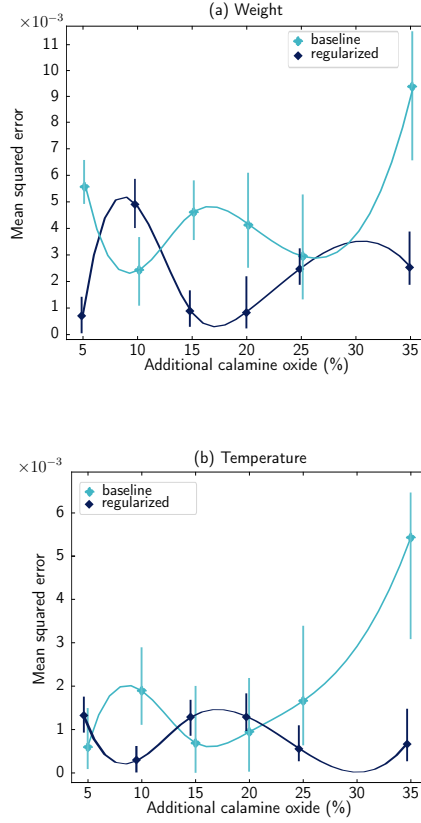 (a) Weight
×10⁻³
baseline
regularized
11
10
9
8
7
6
5
4
3
2
1
0
Mean squared error
5 10 15 20 25 30 35
Additional calamine oxide (%)
(b) Temperature
×10⁻³
baseline
regularized
6
5
4
3
2
1
0
Mean squared error
5 10 15 20 25 30 35
Additional calamine oxide (%)